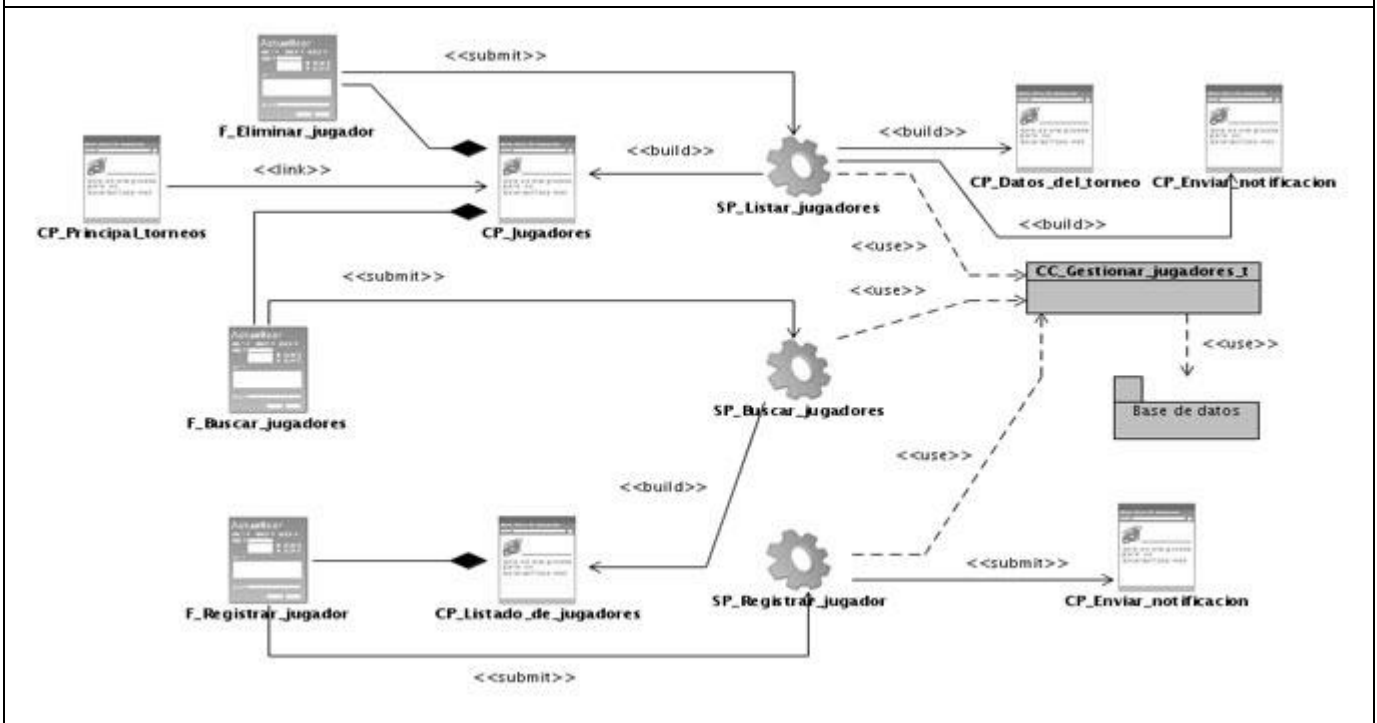 <<submit>>
F_Eliminar_jugador
<<build>>
<<build>>
<<link>>
SP_Listar_jugadores
CP_Datos_del_torneo
CP_Enviar_notificacion
CP_Principal_torneos
CP_Jugadores
<<build>>
<<use>>
<<submit>>
CC_Gestionar_jugadores_t
<<use>>
<<use>>
F_Buscar_jugadores
SP_Buscar_jugadores
Base de datos
<<use>>
<<build>>
<<submit>>
F_Registrar_jugador
CP_Listado_de_jugadores
SP_Registrar_jugador
CP_Enviar_notificacion
<<submit>>